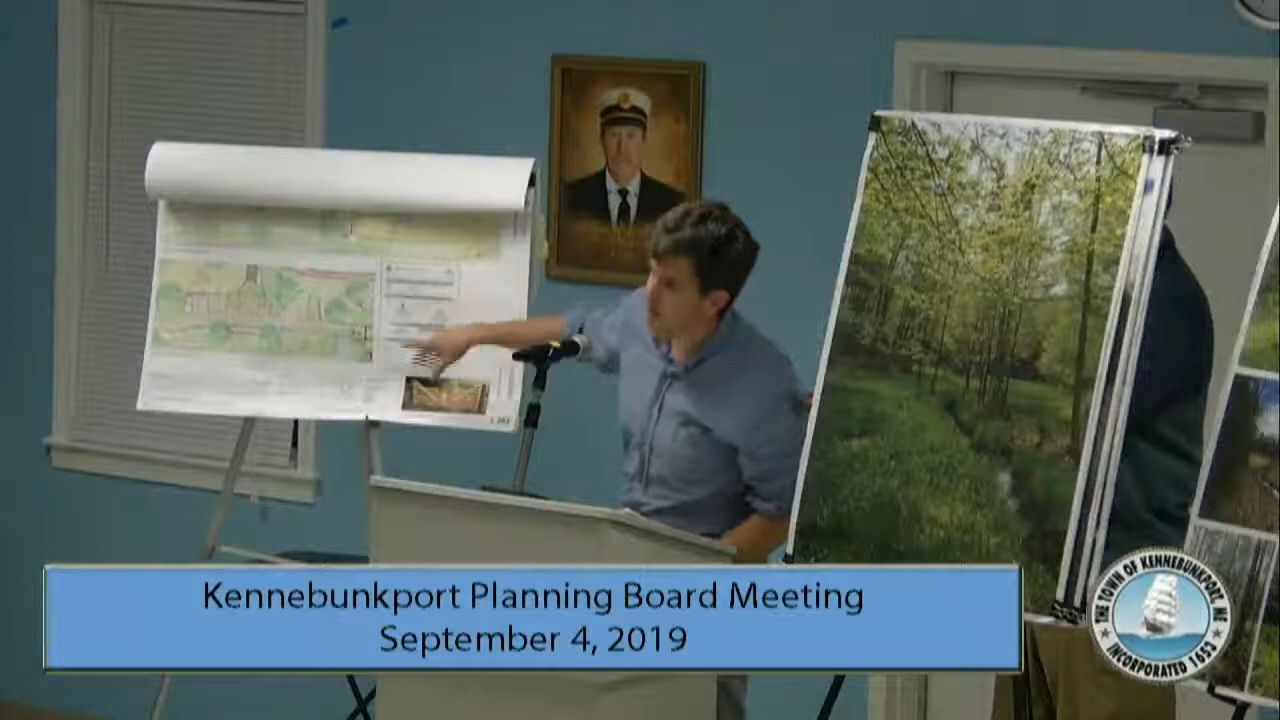 Kennebunkport Planning Board Meeting
September 4, 2019
THE TOWN OF KENNEBUNKPORT, ME
INCORPORATED 1653